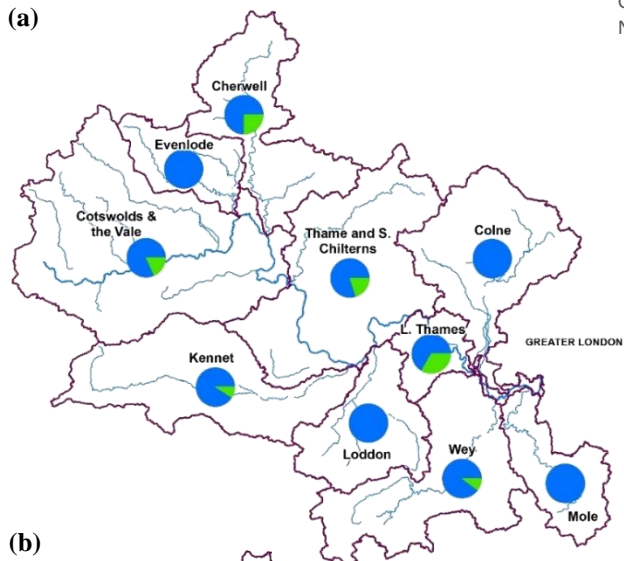 (a)
Cherwell
Evenlode
Cotswolds &
the Vale
Thame and S.
Chilterns
Colne
L. Thames
GREATER LONDON
Kennet
Loddon
Wey
Mole
(b)